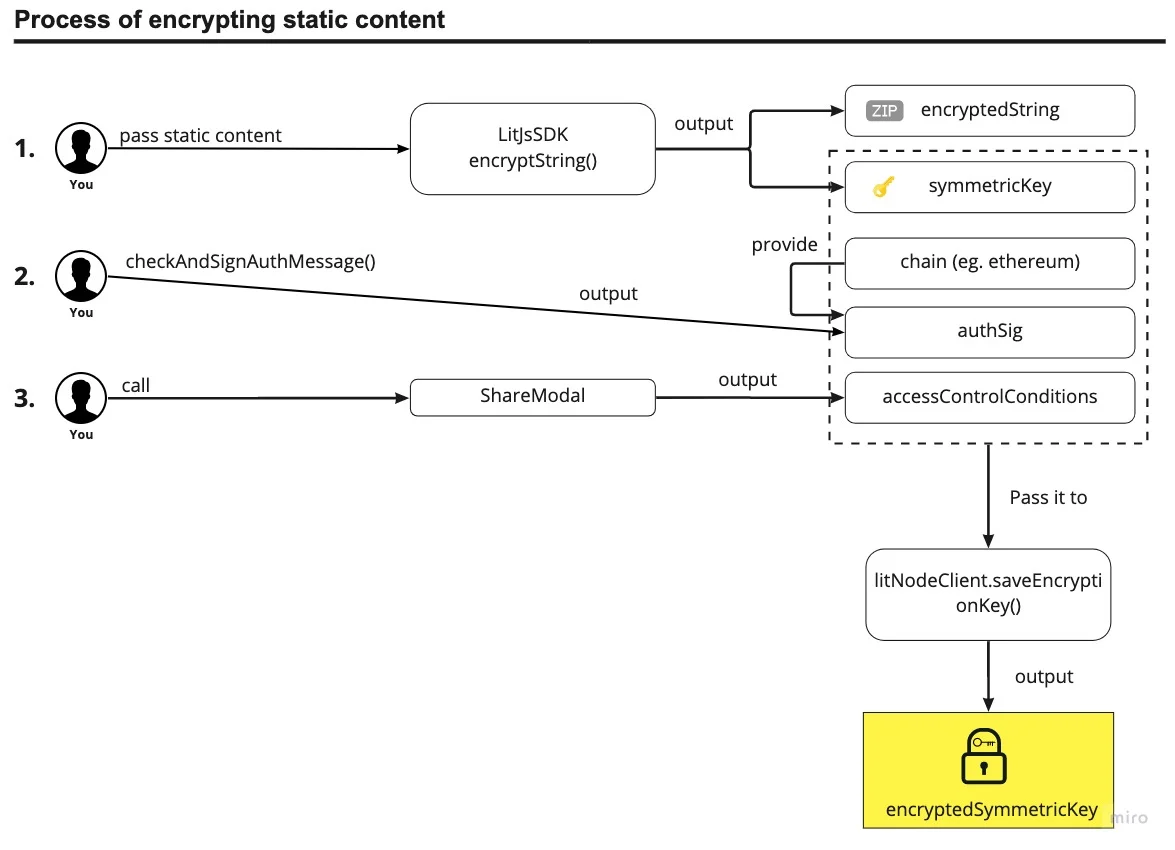 Process of encrypting static content
1.
You
pass static content
LitJsSDK
encryptString()
output
ZIP
encryptedString
symmetricKey
2.
You
checkAndSignAuthMessage()
output
provide
chain (eg. ethereum)
authSig
3.
You
call
ShareModal
output
accessControlConditions
Pass it to
litNodeClient.saveEncrypti
onKey()
output
encryptedSymmetricKey
miro